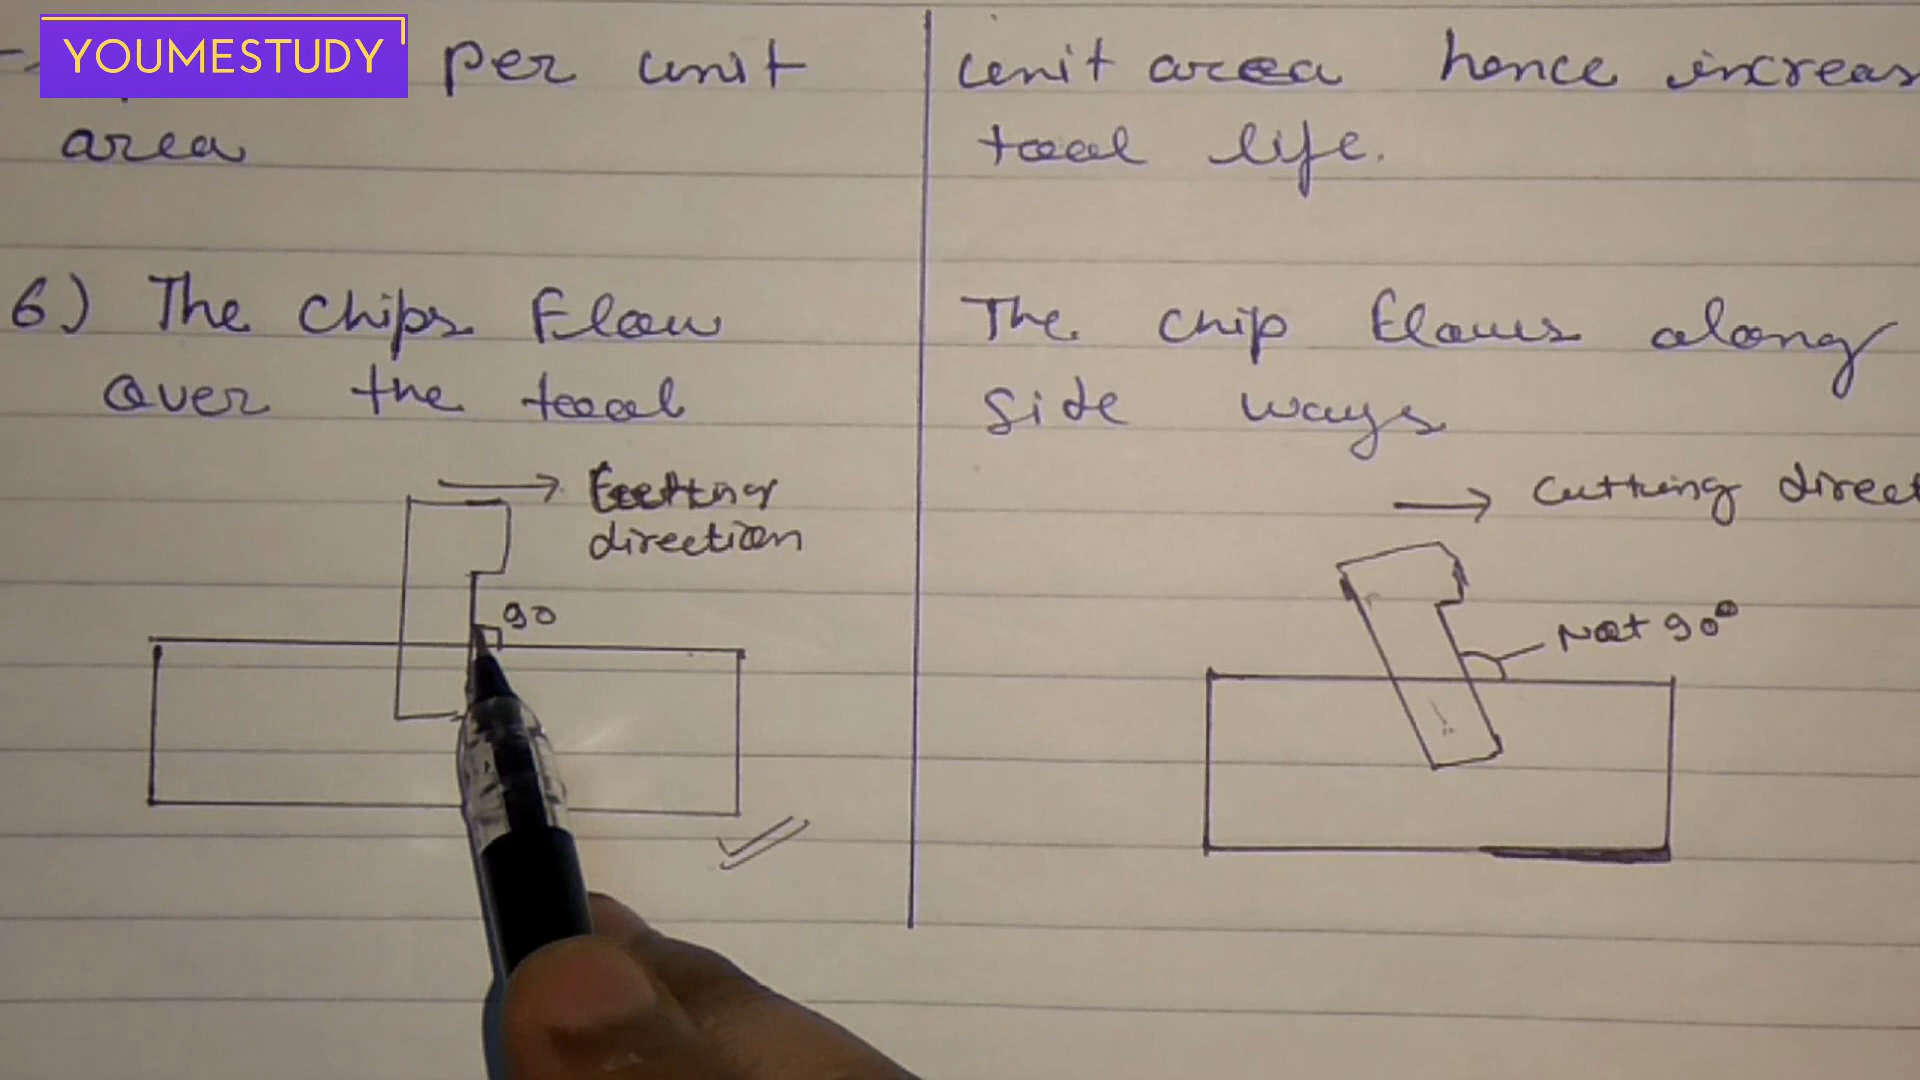 YOUMESTUDY
per unit
area
6) The Chips Flow
over the tool
cutting
direction
90
unit area hence increas
tool life.
The chip flows along
side ways
cutting direct
Not 90°